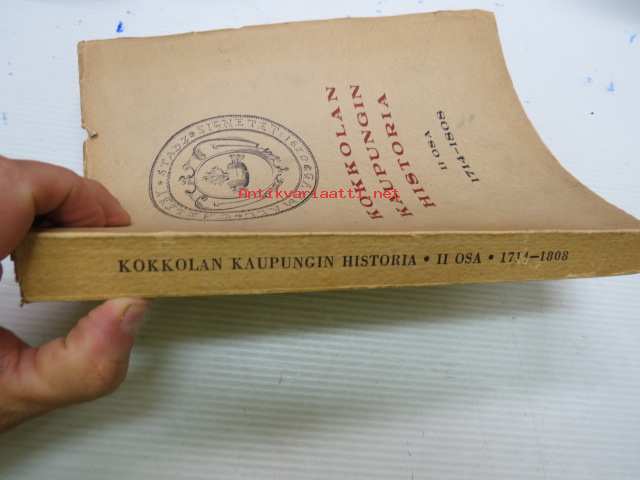 KOKKOLAN
KAUPUNGIN
HISTORIA
II OSA
1714—1808
Antikvariaatti.net
KOKKOLAN KAUPUNGIN HISTORIA • II OSA • 1714—1808